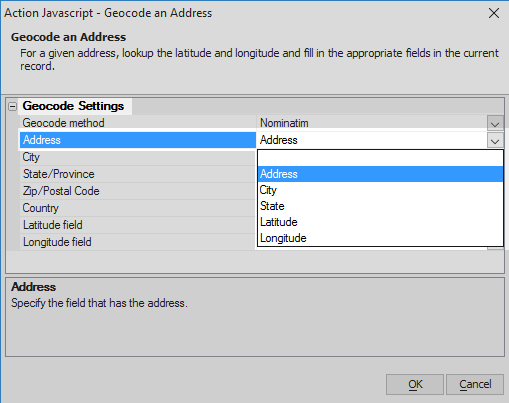 Action Javascript - Geocode an Address
Geocode an Address
For a given address, lookup the latitude and longitude and fill in the appropriate fields in the current
record.
Geocode Settings
Geocode method Nominatim
Address Address
City
Address
State/Province
City
Zip/Postal Code
State
Country
Latitude
Latitude field
Longitude
Longitude field
Address
Specify the field that has the address.
OK Cancel